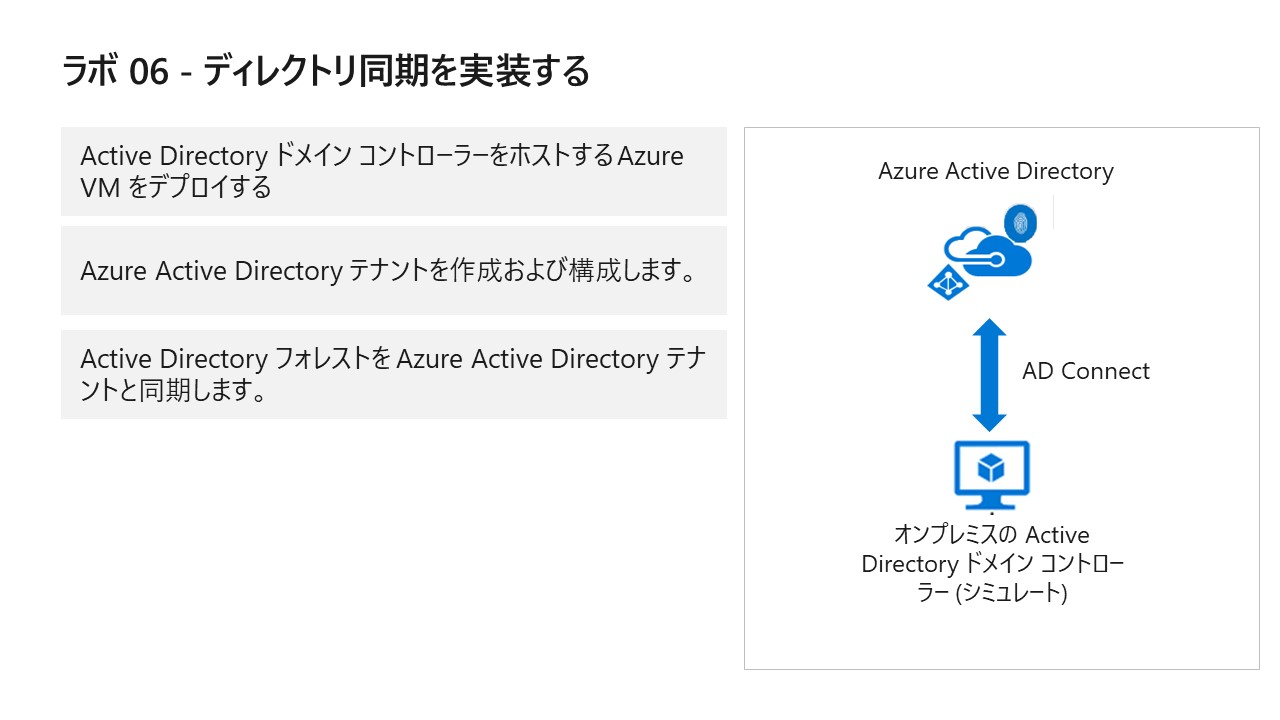 ラボ 06 - ディレクトリ同期を実装する
Active Directory ドメイン コントローラーをホストする Azure
VM をデプロイする
Azure Active Directory テナントを作成および構成します。
Active Directory フォレストを Azure Active Directory テナ
ントと同期します。
Azure Active Directory
AD Connect
オンプレミスの Active
Directory ドメイン コントロー
ラー (シミュレート)